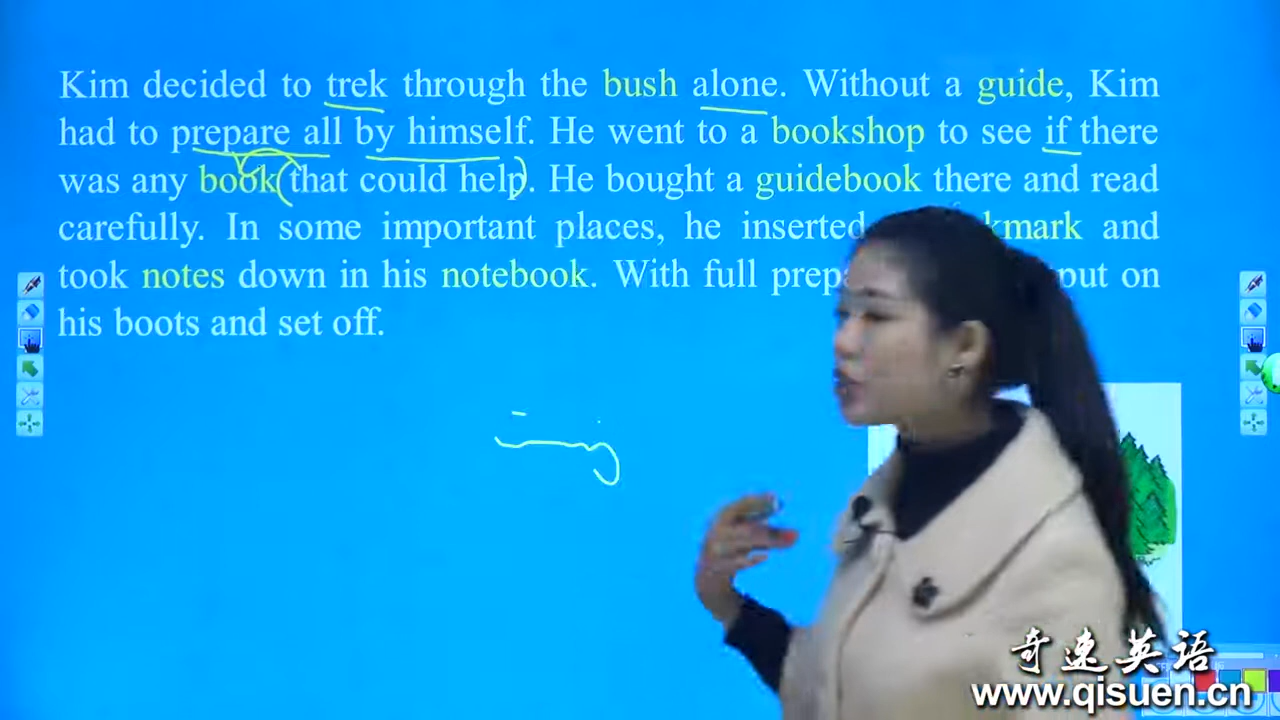 Kim decided to trek through the bush alone. Without a guide, Kim
had to prepare all by himself. He went to a bookshop to see if there
was any book (that could help). He bought a guidebook there and read
carefully. In some important places, he inserted kmark and
took notes down in his notebook. With full prepa put on
his boots and set off.
奇速英语
www.qisuen.cn